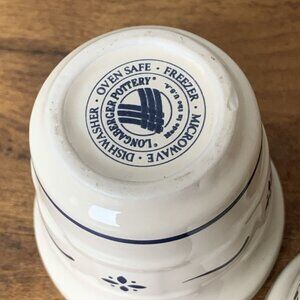 OVEN SAFE • FREEZER • MICROWAVE • DISHWASHER •
"LONGABERGER POTTERY"
Made in the U.S.A.